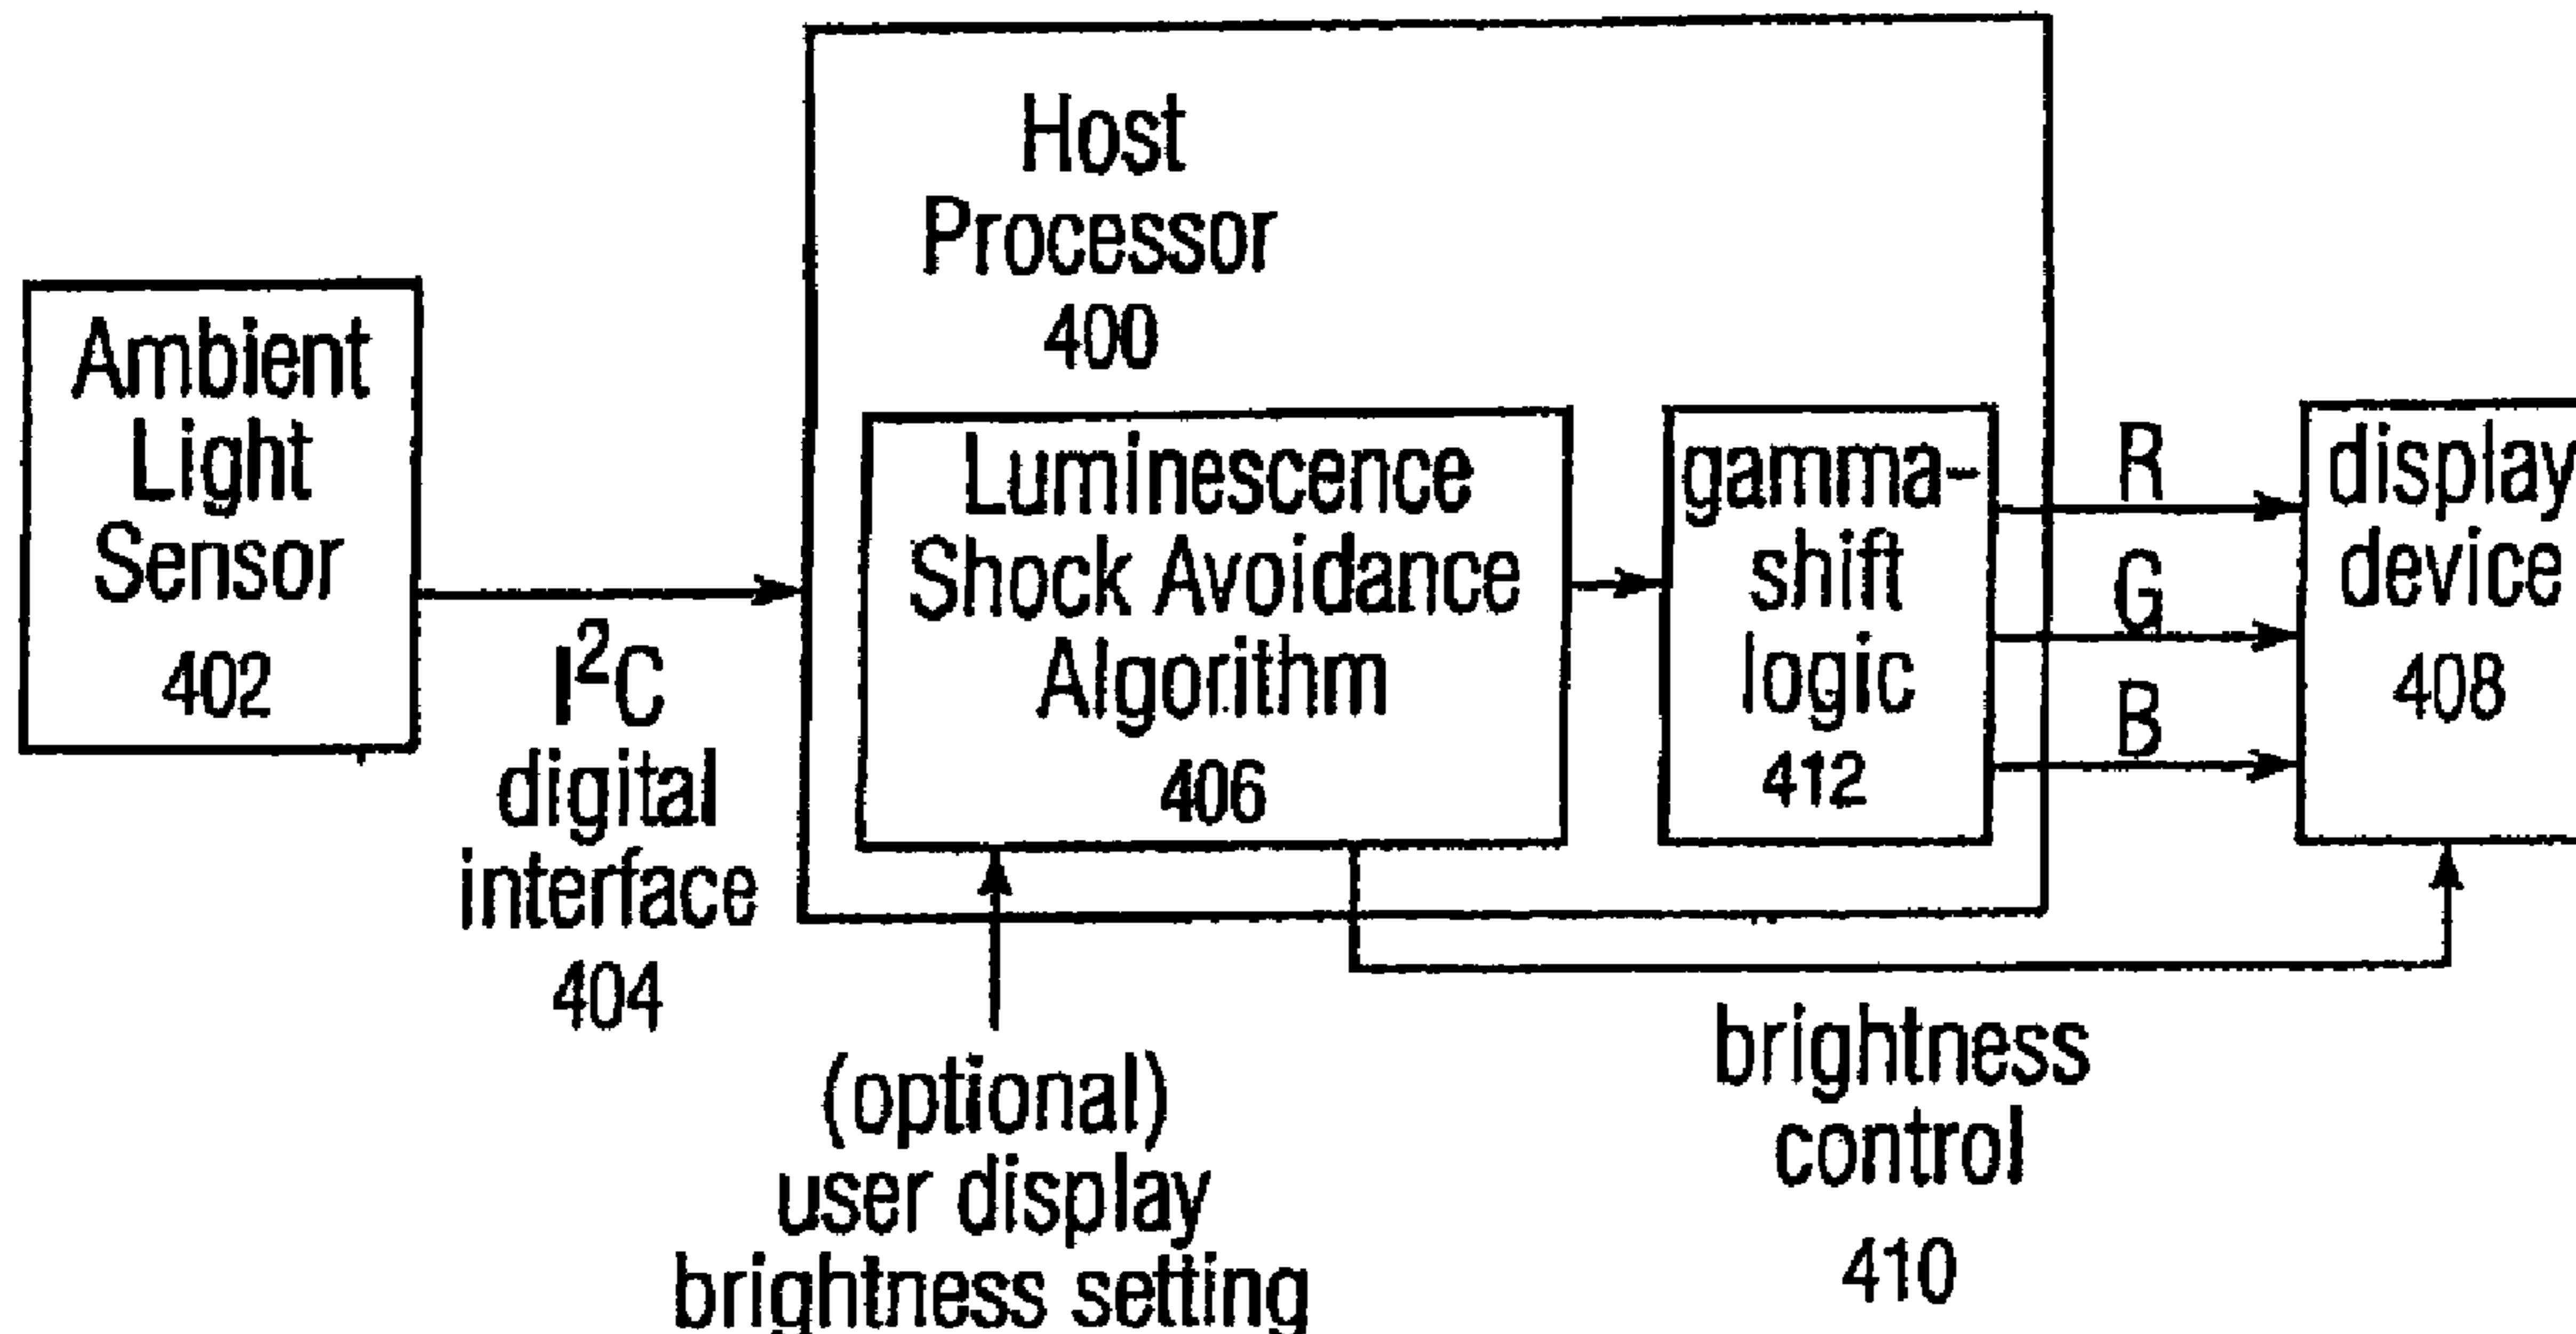 Host
Processor
400
Ambient
Light
Sensor
402
I²C
digital
interface
404
Luminescence
Shock Avoidance
Algorithm
406
gamma-
shift
logic
412
R
G
B
display
device
408
(optional)
user display
brightness setting
brightness
control
410